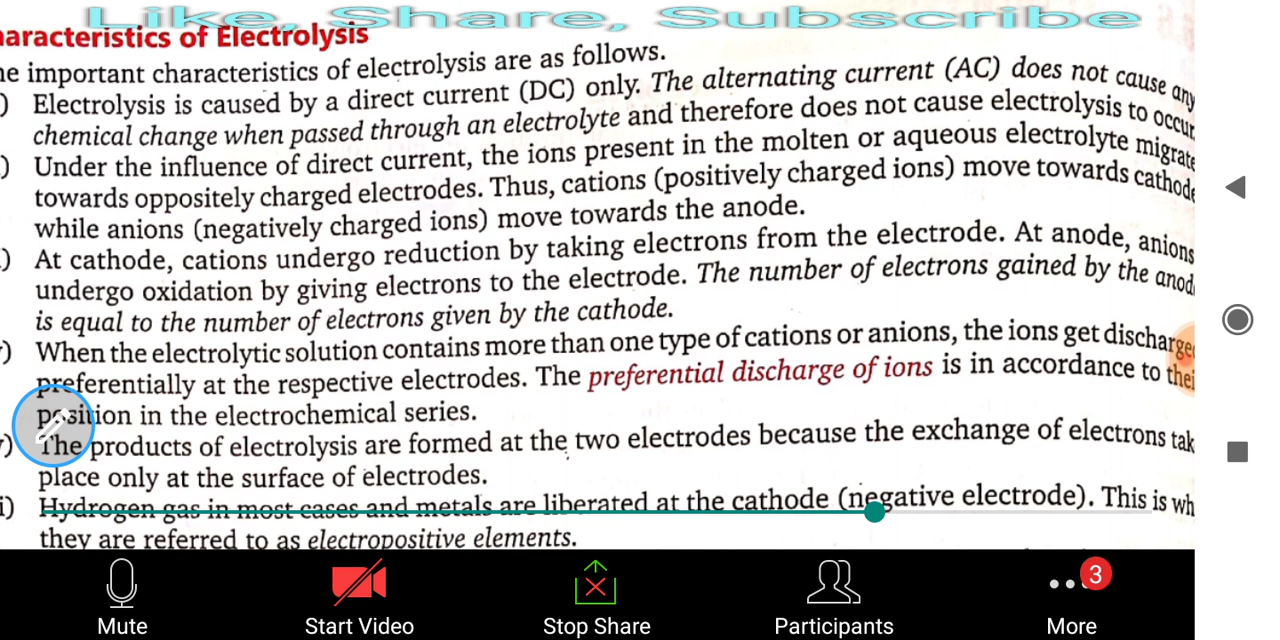 Like, Share, Subscribe
aracteristics of Electrolysis
e important characteristics of electrolysis are as follows.
) Electrolysis is caused by a direct current (DC) only. The alternating current (AC) does not cause any
chemical change when passed through an electrolyte and therefore does not cause electrolysis to occur
) Under the influence of direct current, the ions present in the molten or aqueous electrolyte migrate
towards oppositely charged electrodes. Thus, cations (positively charged ions) move towards cathode
while anions (negatively charged ions) move towards the anode.
) At cathode, cations undergo reduction by taking electrons from the electrode. At anode, anions
undergo oxidation by giving electrons to the electrode. The number of electrons gained by the anod
is equal to the number of electrons given by the cathode.
) When the electrolytic solution contains more than one type of cations or anions, the ions get discharge
preferentially at the respective electrodes. The preferential discharge of ions is in accordance to thei
position in the electrochemical series.
) The products of electrolysis are formed at the two electrodes because the exchange of electrons tak
place only at the surface of electrodes.
i) Hydrogen gas in most cases and metals are liberated at the cathode (negative electrode). This is wh
they are referred to as electropositive elements.
3
Mute Start Video Stop Share Participants More